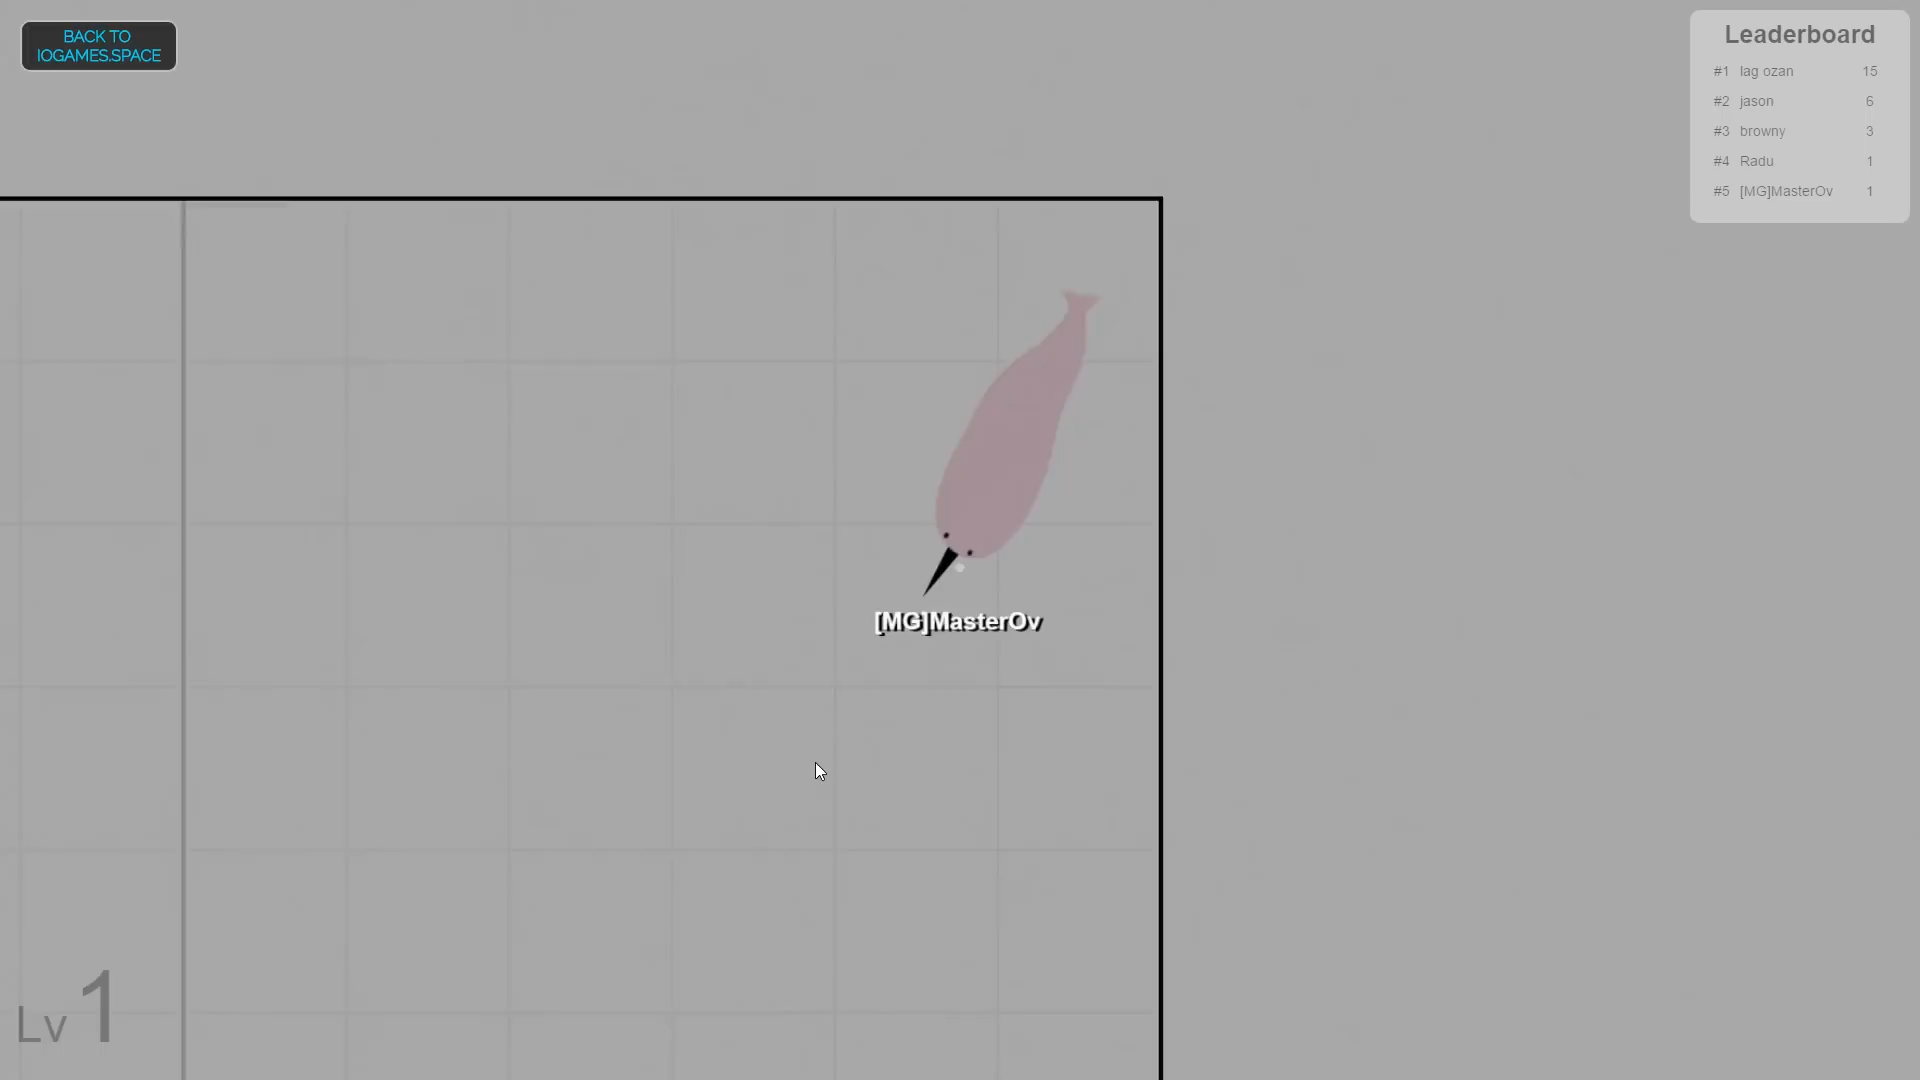 BACK TO
IOGAMES.SPACE
Leaderboard
#1 lag ozan 15
#2 jason 6
#3 browny 3
#4 Radu 1
#5 [MG]MasterOv 1
[MG]MasterOv
Lv 1